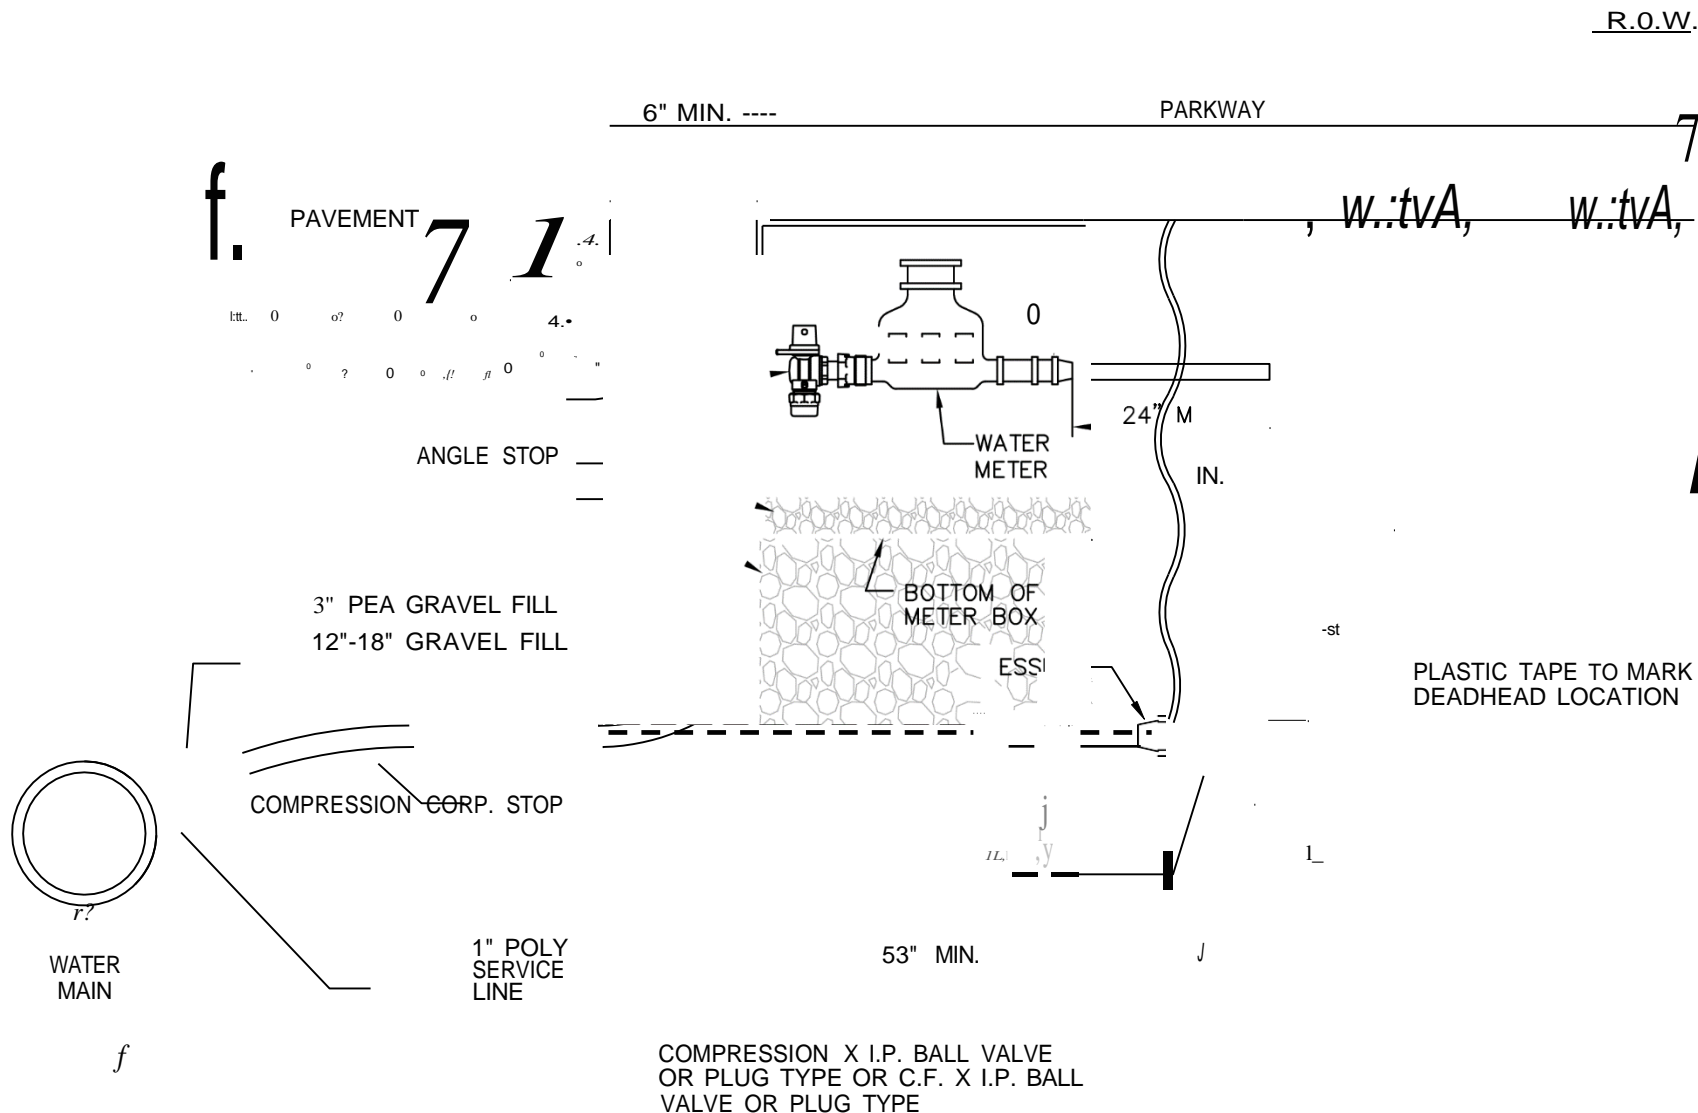 R.O.W.
6" MIN. ----
PARKWAY
PAVEMENT
24" M
IN.
WATER
METER
ANGLE STOP
BOTTOM OF
METER BOX
3" PEA GRAVEL FILL
12"-18" GRAVEL FILL
PLASTIC TAPE TO MARK
DEADHEAD LOCATION
COMPRESSION CORP. STOP
WATER
MAIN
1" POLY
SERVICE
LINE
53" MIN.
COMPRESSION X I.P. BALL VALVE
OR PLUG TYPE OR C.F. X I.P. BALL
VALVE OR PLUG TYPE